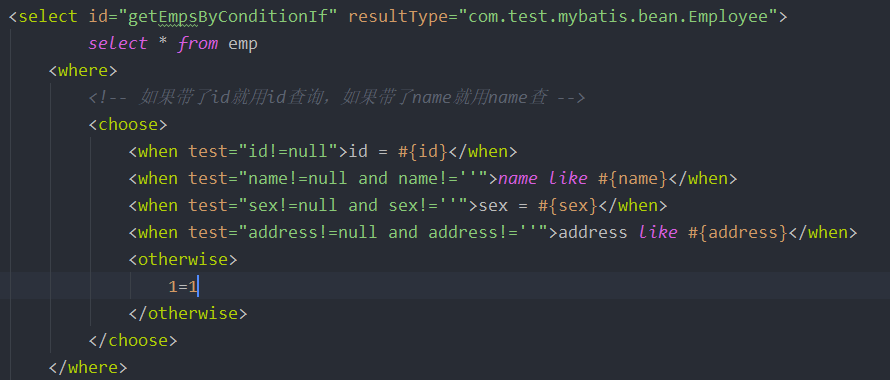 <select id="getEmpsByConditionIf" resultType="com.test.mybatis.bean.Employee">
select * from emp
<where>
<!-- 如果带了id就用id查询，如果带了name就用name查 -->
<choose>
<when test="id!=null">id = #{id}</when>
<when test="name!=null and name!=''">name like #{name}</when>
<when test="sex!=null and sex!=''">sex = #{sex}</when>
<when test="address!=null and address!=''">address like #{address}</when>
<otherwise>
1=1
</otherwise>
</choose>
</where>